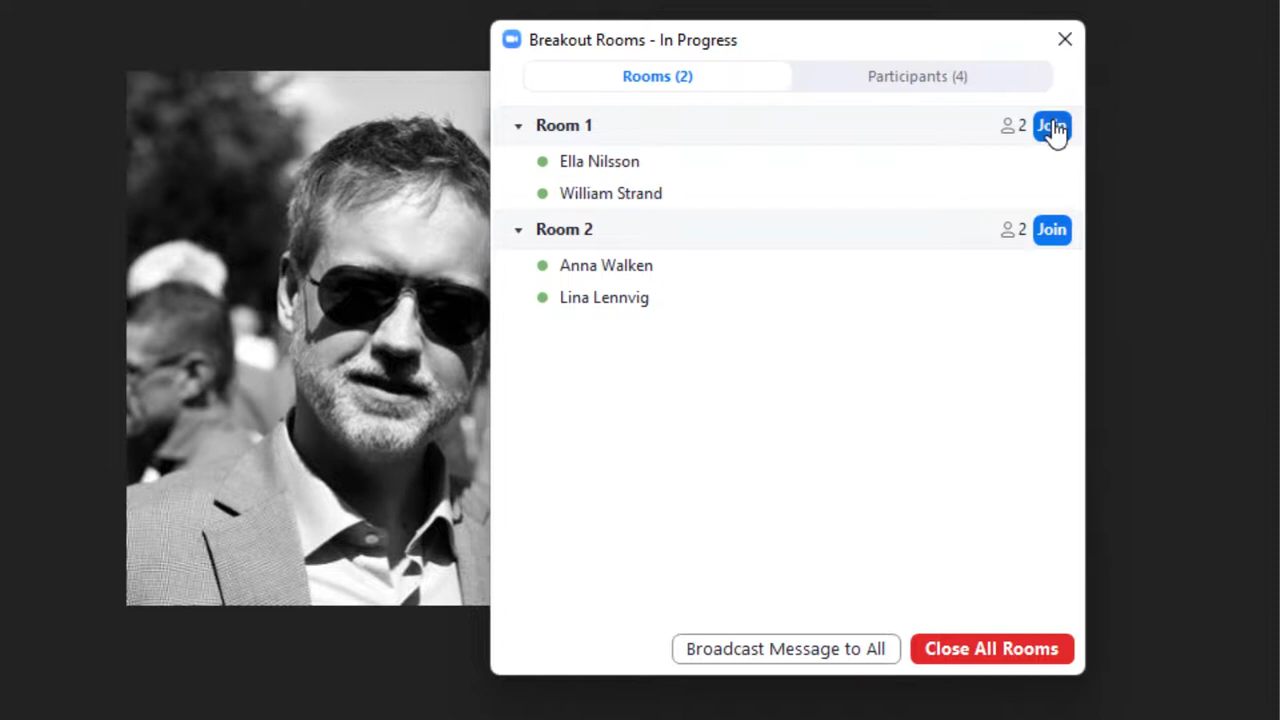 Breakout Rooms - In Progress
Rooms (2)
Participants (4)
Room 1
2
Join
Ella Nilsson
William Strand
Room 2
2
Join
Anna Walken
Lina Lennvig
Broadcast Message to All
Close All Rooms